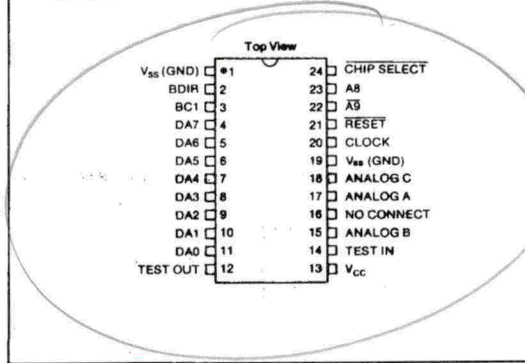 Top View
Vss (GND) 1 24 CHIP SELECT
BDIR 2 23 A8
BC1 3 22 A9
DA7 4 21 RESET
DA6 5 20 CLOCK
DA5 6 19 Vss (GND)
DA4 7 18 ANALOG C
DA3 8 17 ANALOG A
DA2 9 16 NO CONNECT
DA1 10 15 ANALOG B
DA0 11 14 TEST IN
TEST OUT 12 13 Vcc